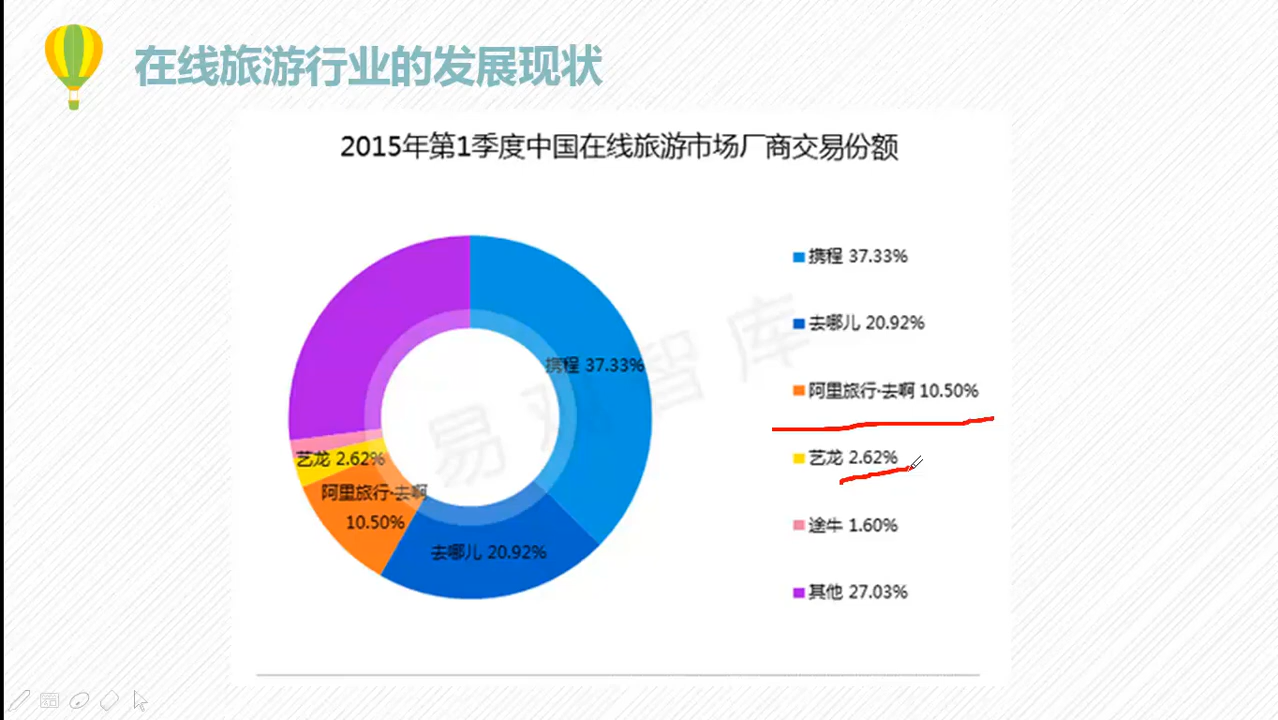 在线旅游行业的发展现状
2015年第1季度中国在线旅游市场厂商交易份额
携程 37.33%
去哪儿 20.92%
阿里旅行·去啊 10.50%
艺龙 2.62%
途牛 1.60%
其他 27.03%
携程 37.33%
艺龙 2.62%
阿里旅行·去啊
10.50%
去哪儿 20.92%
易观智库